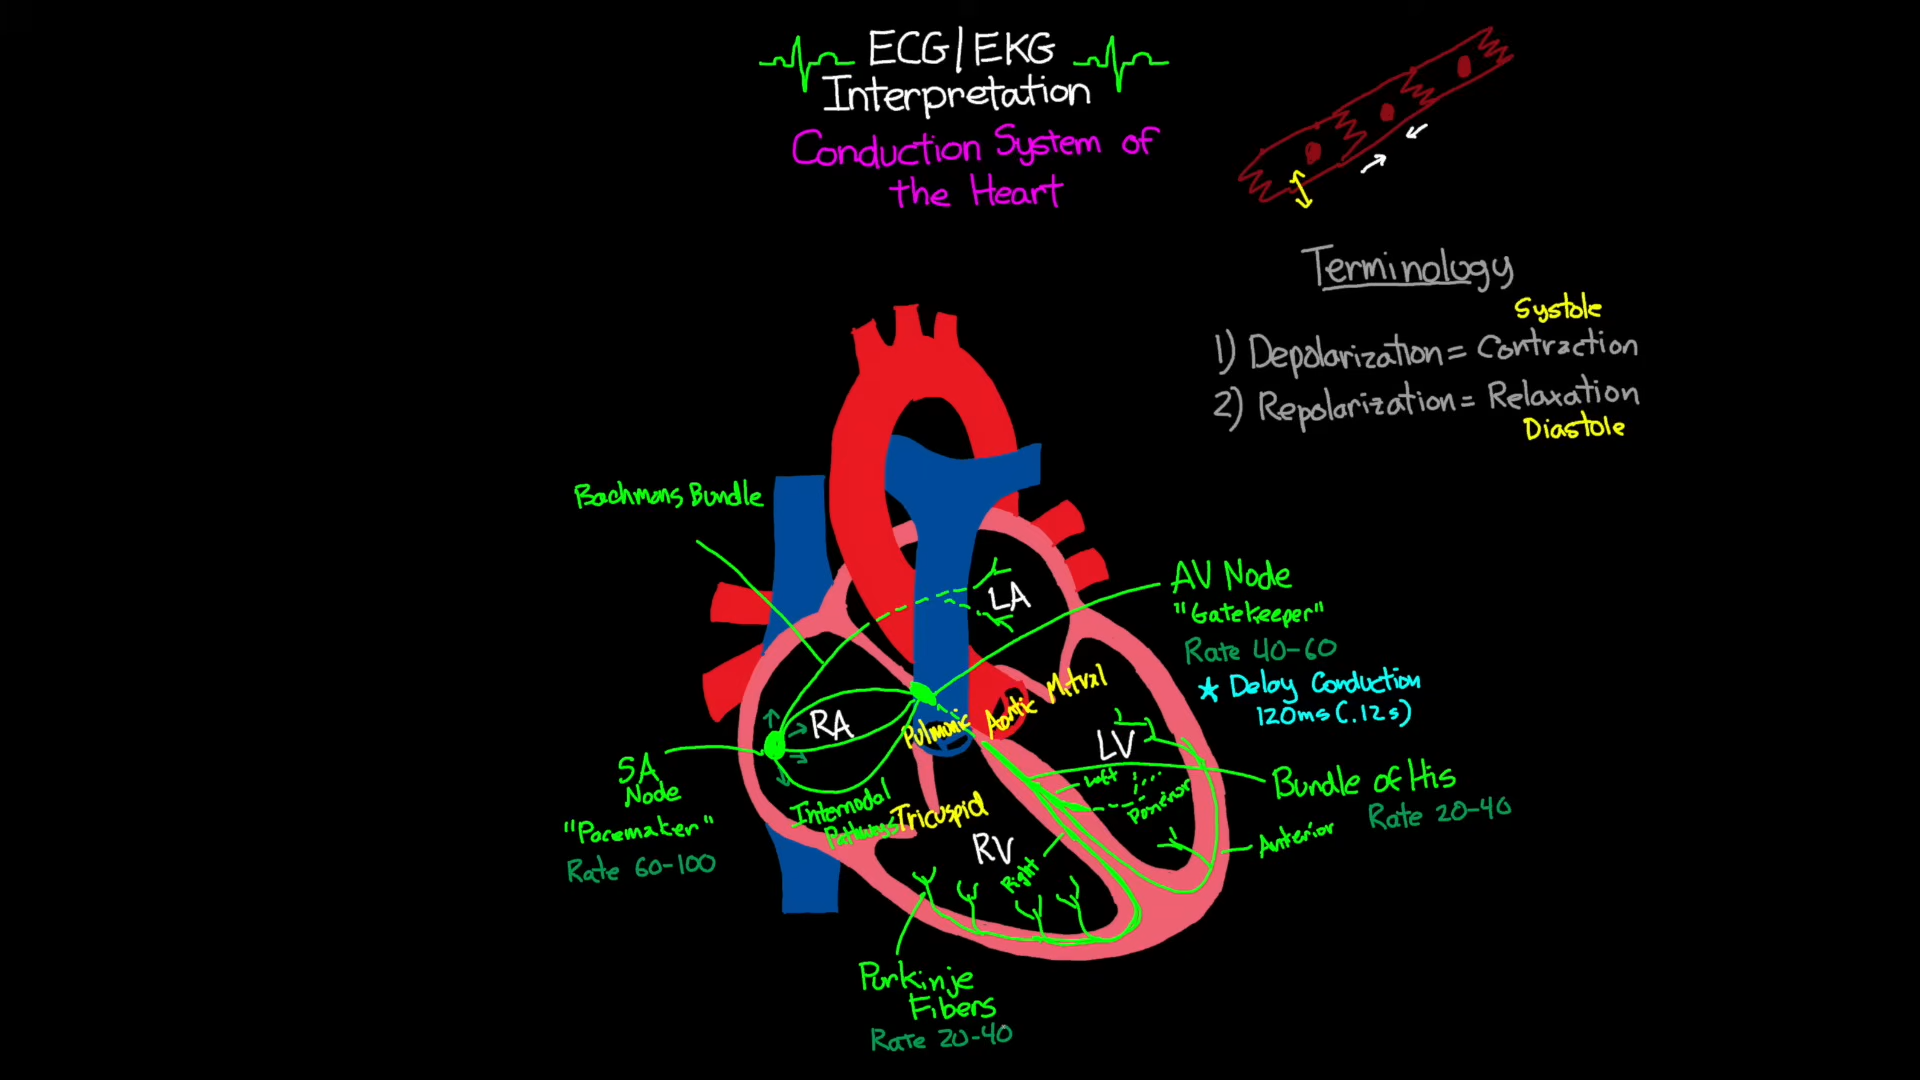 ECG/EKG
Interpretation
Conduction System of
the Heart
Terminology
Systole
1) Depolarization = Contraction
2) Repolarization = Relaxation
Diastole
Bachmans Bundle
LA
AV Node
"Gatekeeper"
Rate 40-60
★ Delay Conduction
120ms (.12s)
RA
Pulmonic
Aortic
Mitral
LV
SA
Node
"Pacemaker"
Rate 60-100
Internodal
Pathways
Tricuspid
RV
Right
Left
Posterior
Anterior
Bundle of His
Rate 20-40
Purkinje
Fibers
Rate 20-40